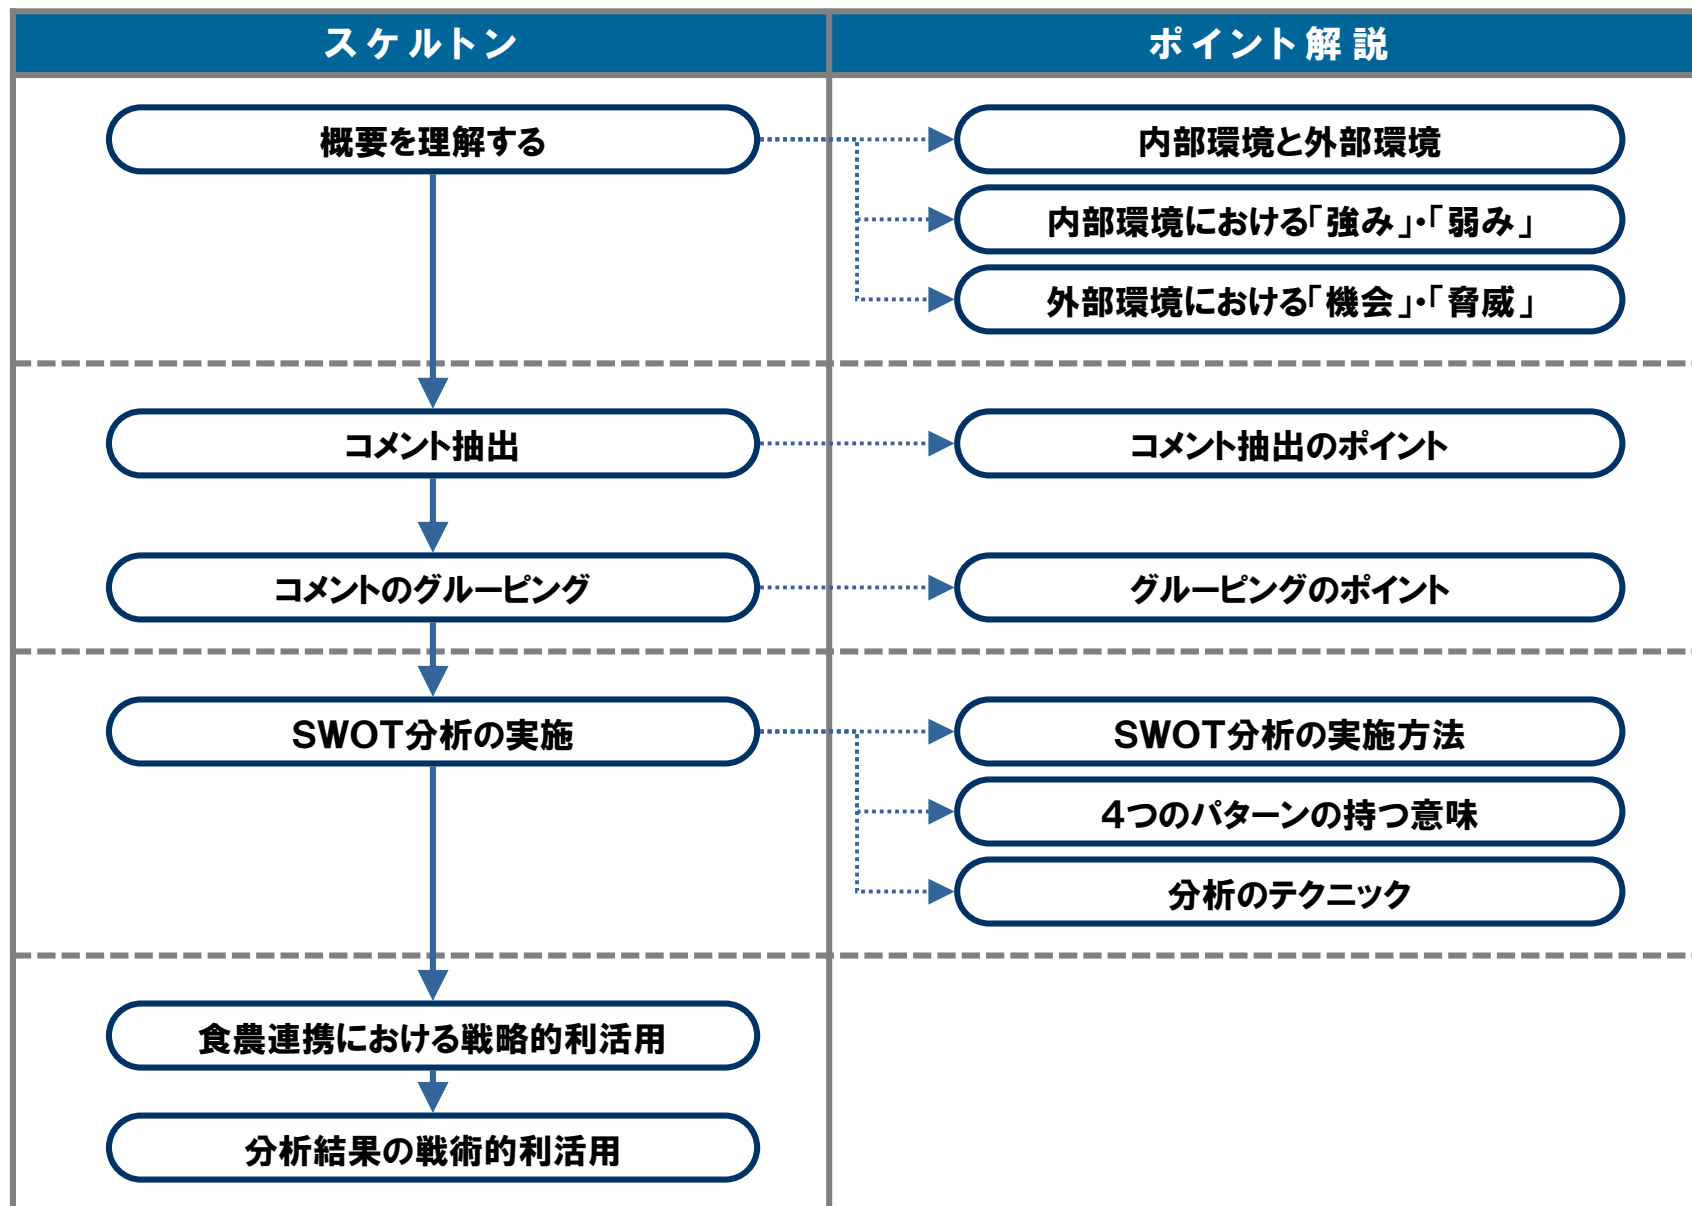 スケルトン
ポイント解説
概要を理解する
内部環境と外部環境
内部環境における「強み」・「弱み」
外部環境における「機会」・「脅威」
コメント抽出
コメント抽出のポイント
コメントのグルーピング
グルーピングのポイント
SWOT分析の実施
SWOT分析の実施方法
4つのパターンの持つ意味
分析のテクニック
食農連携における戦略的利活用
分析結果の戦術的利活用